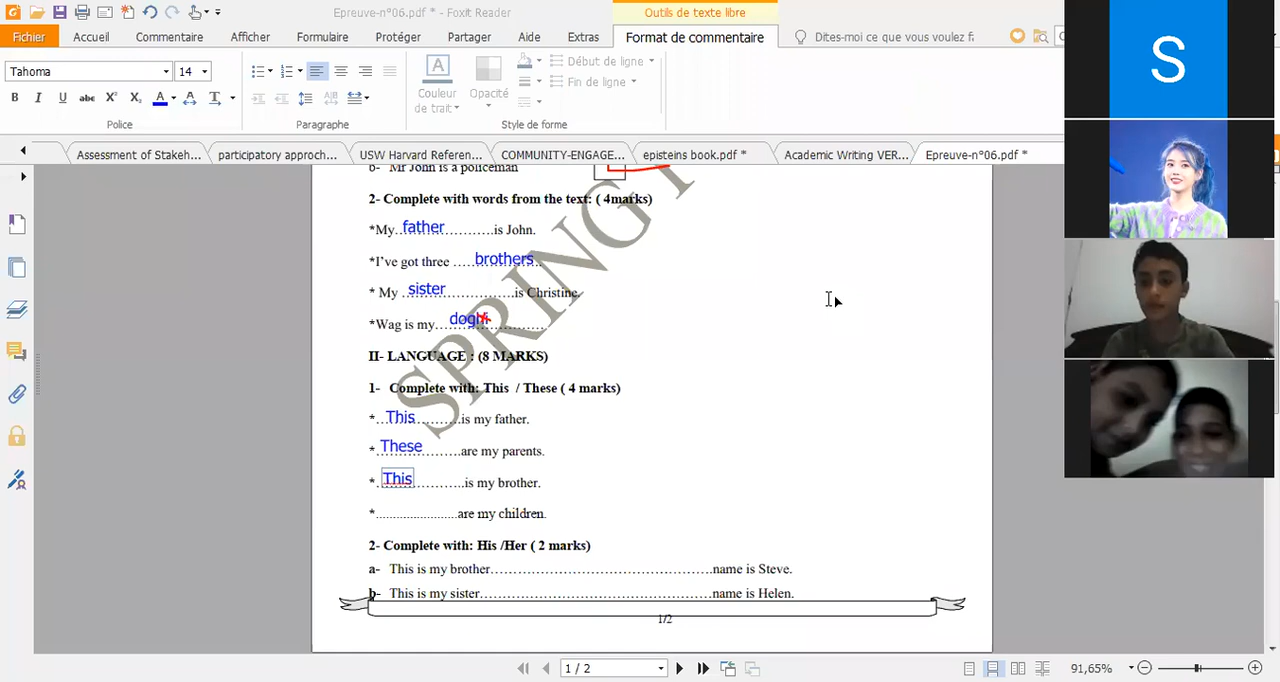 Epreuve-n°06.pdf * - Foxit Reader
Outils de texte libre
Fichier Accueil Commentaire Afficher Formulaire Protéger Partager Aide Extras Format de commentaire Dites-moi ce que vous voulez fa
Tahoma 14
Début de ligne
Fin de ligne
Couleur de trait
Opacité
Police Paragraphe Style de forme
Assessment of Stakeh... participatory approch... USW Harvard Referen... COMMUNITY-ENGAGE... episteins book.pdf * Academic Writing VER... Epreuve-n°06.pdf *
b- Mr John is a policeman
2- Complete with words from the text: ( 4marks)
*My...father...................is John.
*I've got three .....brothers..
* My .sister.......................is Christine.
*Wag is my....doghi...................
II- LANGUAGE : (8 MARKS)
1- Complete with: This / These ( 4 marks)
*..This...............is my father.
*.These..............are my parents.
*.This..................is my brother.
*........................are my children.
2- Complete with: His /Her ( 2 marks)
a- This is my brother................................................name is Steve.
b- This is my sister..................................................name is Helen.
1/2
SPRING
S
1 / 2
91,65%